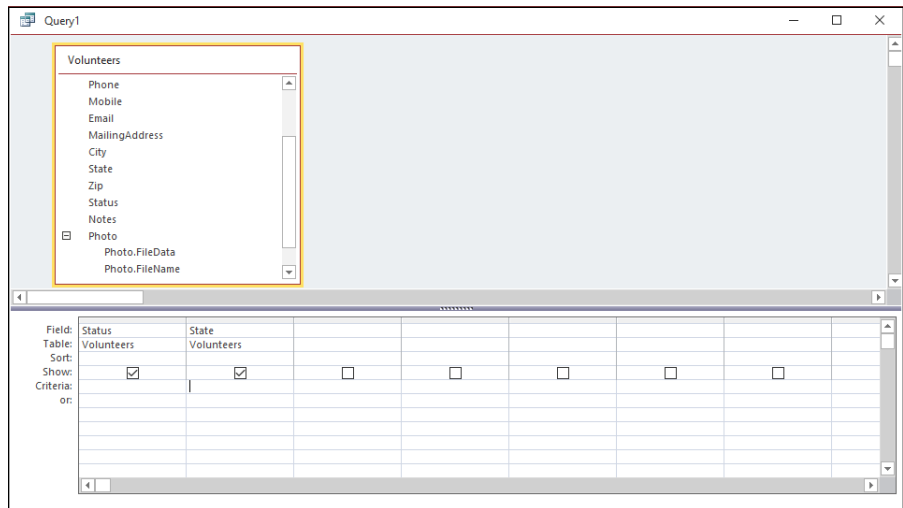 Query1
Volunteers
Phone
Mobile
Email
MailingAddress
City
State
Zip
Status
Notes
Photo
Photo.FileData
Photo.FileName
Field: Status State
Table: Volunteers Volunteers
Sort:
Show:
Criteria:
or: